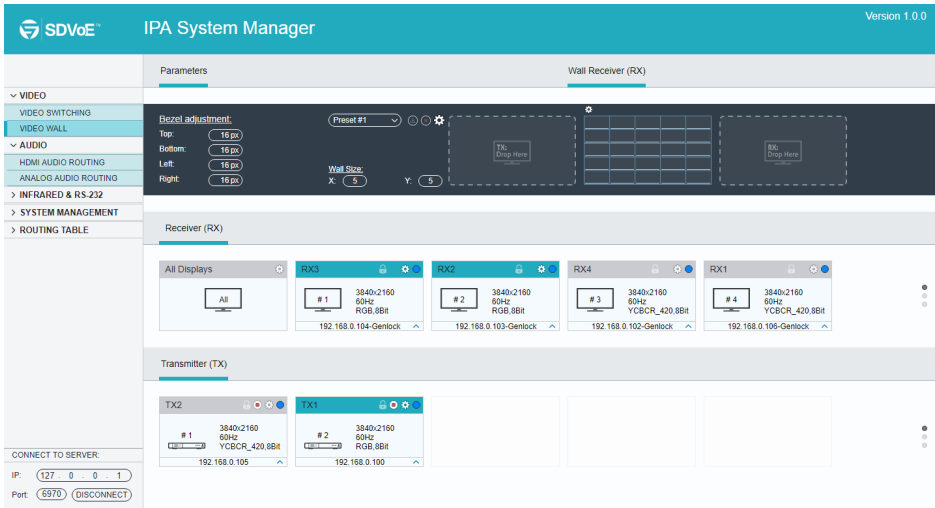 SDVoE™
IPA System Manager
Version 1.0.0
Parameters
Wall Receiver (RX)
VIDEO
VIDEO SWITCHING
VIDEO WALL
AUDIO
HDMI AUDIO ROUTING
ANALOG AUDIO ROUTING
INFRARED & RS-232
SYSTEM MANAGEMENT
ROUTING TABLE
Bezel adjustment:
Top: 16 px
Bottom: 16 px
Left: 16 px
Right: 16 px
Preset #1
Wall Size:
X: 5 Y: 5
TX:
Drop Here
RX:
Drop Here
Receiver (RX)
All Displays
All
RX3
# 1
3840x2160
60Hz
RGB,8Bit
192.168.0.104-Genlock
RX2
# 2
3840x2160
60Hz
RGB,8Bit
192.168.0.103-Genlock
RX4
# 3
3840x2160
60Hz
YCBCR_420,8Bit
192.168.0.102-Genlock
RX1
# 4
3840x2160
60Hz
YCBCR_420,8Bit
192.168.0.106-Genlock
Transmitter (TX)
TX2
# 1
3840x2160
60Hz
YCBCR_420,8Bit
192.168.0.105
TX1
# 2
3840x2160
60Hz
RGB,8Bit
192.168.0.100
CONNECT TO SERVER:
IP: 127 . 0 . 0 . 1
Port: 6970 DISCONNECT